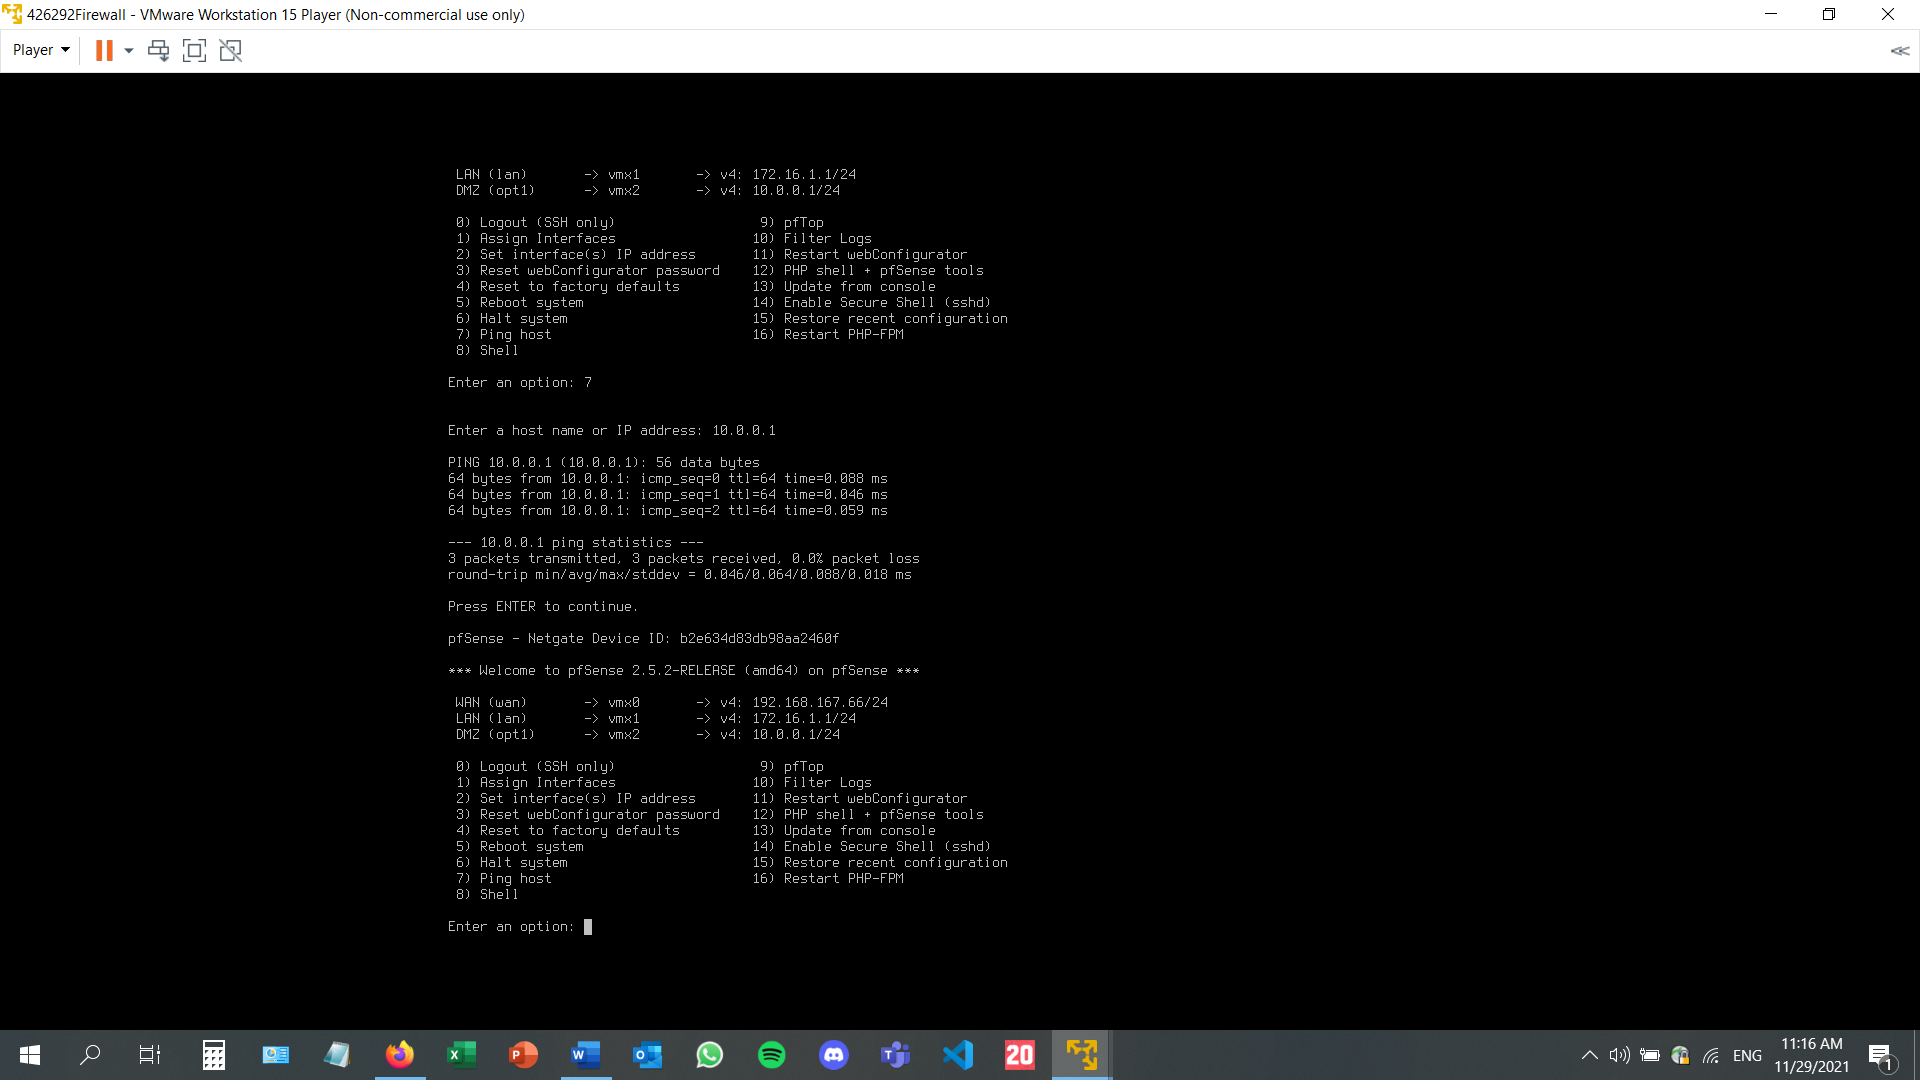 426292Firewall - VMware Workstation 15 Player (Non-commercial use only)
Player
LAN (lan) -> vmx1 -> v4: 172.16.1.1/24
DMZ (opt1) -> vmx2 -> v4: 10.0.0.1/24
0) Logout (SSH only) 9) pfTop
1) Assign Interfaces 10) Filter Logs
2) Set interface(s) IP address 11) Restart webConfigurator
3) Reset webConfigurator password 12) PHP shell + pfSense tools
4) Reset to factory defaults 13) Update from console
5) Reboot system 14) Enable Secure Shell (sshd)
6) Halt system 15) Restore recent configuration
7) Ping host 16) Restart PHP-FPM
8) Shell
Enter an option: 7
Enter a host name or IP address: 10.0.0.1
PING 10.0.0.1 (10.0.0.1): 56 data bytes
64 bytes from 10.0.0.1: icmp_seq=0 ttl=64 time=0.088 ms
64 bytes from 10.0.0.1: icmp_seq=1 ttl=64 time=0.046 ms
64 bytes from 10.0.0.1: icmp_seq=2 ttl=64 time=0.059 ms
--- 10.0.0.1 ping statistics ---
3 packets transmitted, 3 packets received, 0.0% packet loss
round-trip min/avg/max/stddev = 0.046/0.064/0.088/0.018 ms
Press ENTER to continue.
pfSense - Netgate Device ID: b2e634d83db98aa2460f
*** Welcome to pfSense 2.5.2-RELEASE (amd64) on pfSense ***
WAN (wan) -> vmx0 -> v4: 192.168.167.66/24
LAN (lan) -> vmx1 -> v4: 172.16.1.1/24
DMZ (opt1) -> vmx2 -> v4: 10.0.0.1/24
0) Logout (SSH only) 9) pfTop
1) Assign Interfaces 10) Filter Logs
2) Set interface(s) IP address 11) Restart webConfigurator
3) Reset webConfigurator password 12) PHP shell + pfSense tools
4) Reset to factory defaults 13) Update from console
5) Reboot system 14) Enable Secure Shell (sshd)
6) Halt system 15) Restore recent configuration
7) Ping host 16) Restart PHP-FPM
8) Shell
Enter an option:
20
ENG
11:16 AM
11/29/2021
1